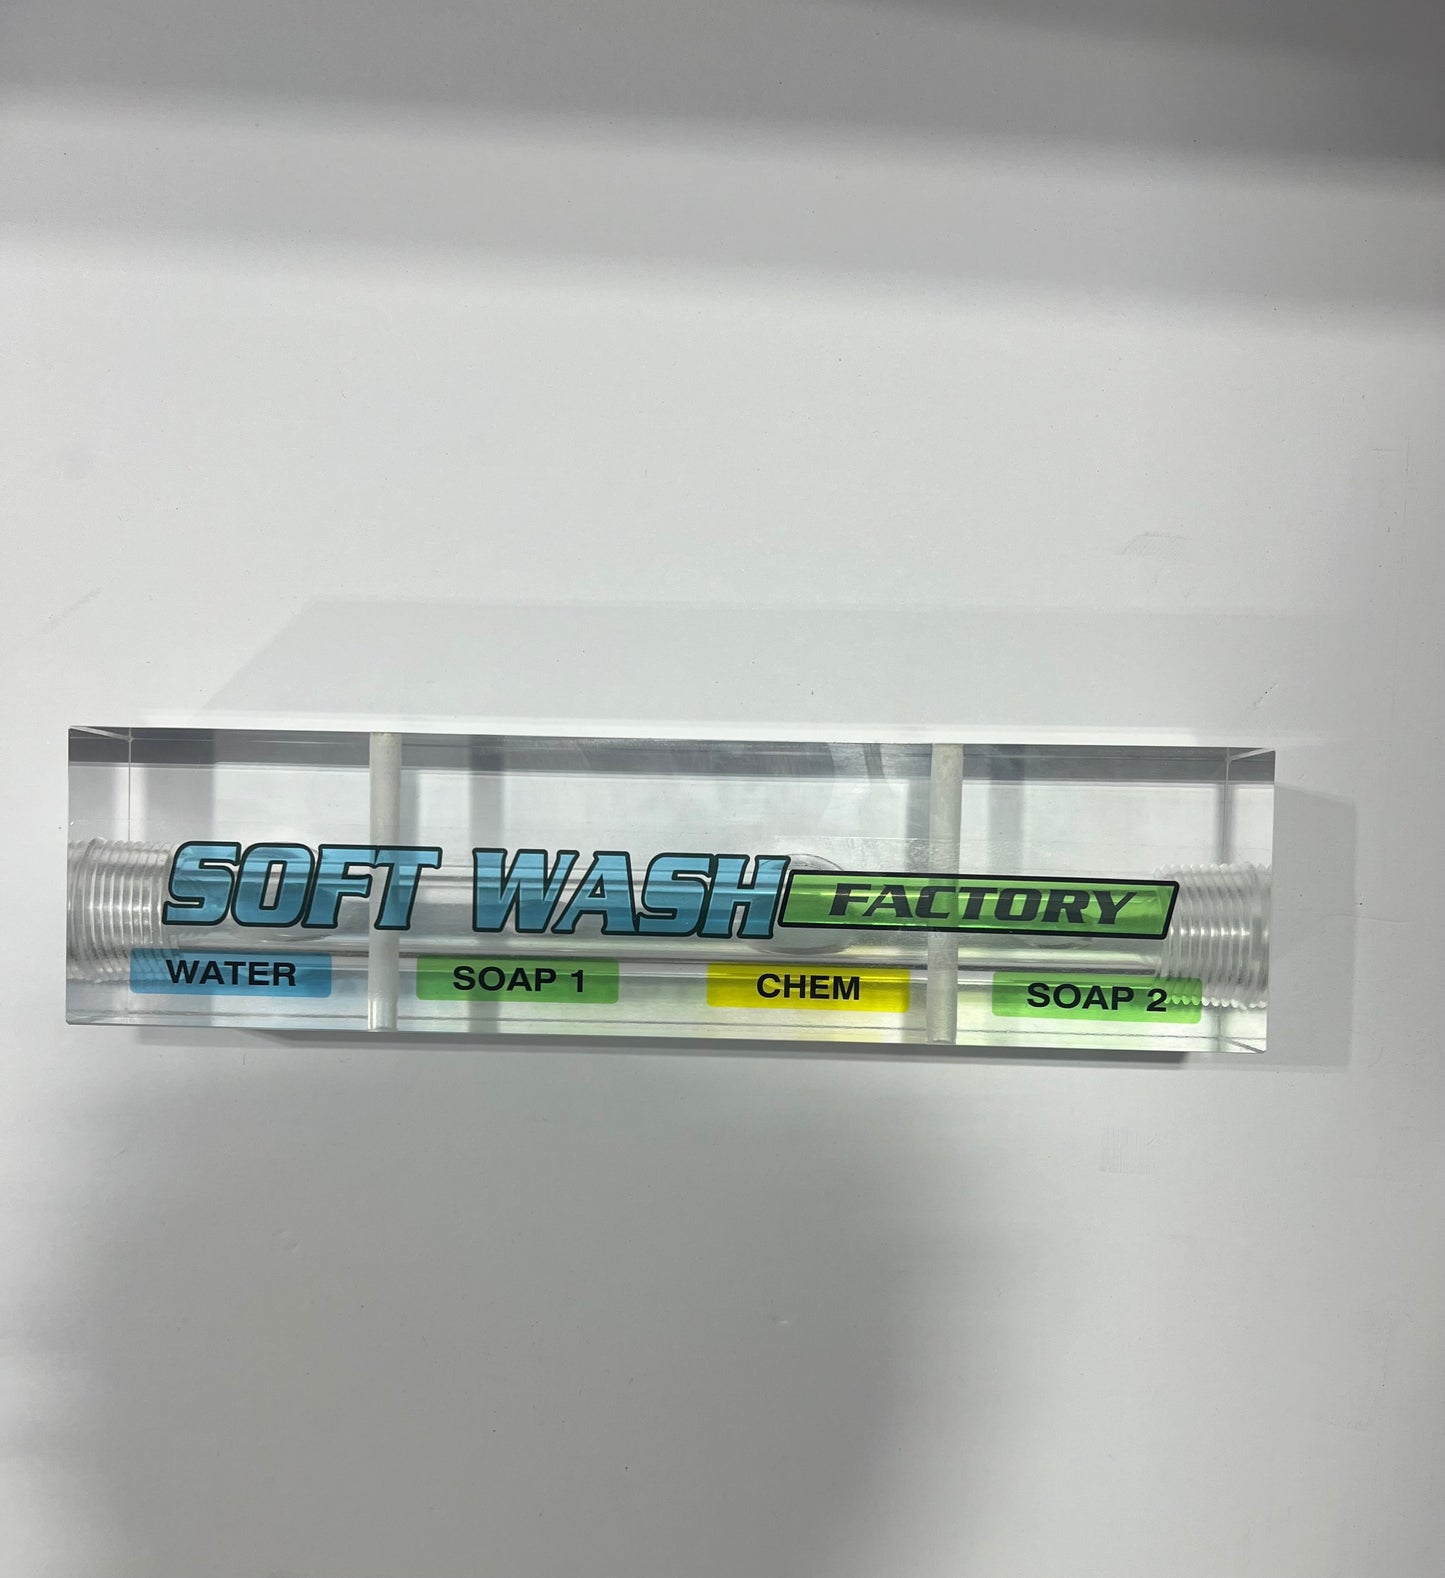 SOFT WASH FACTORY
WATER SOAP 1 CHEM SOAP 2